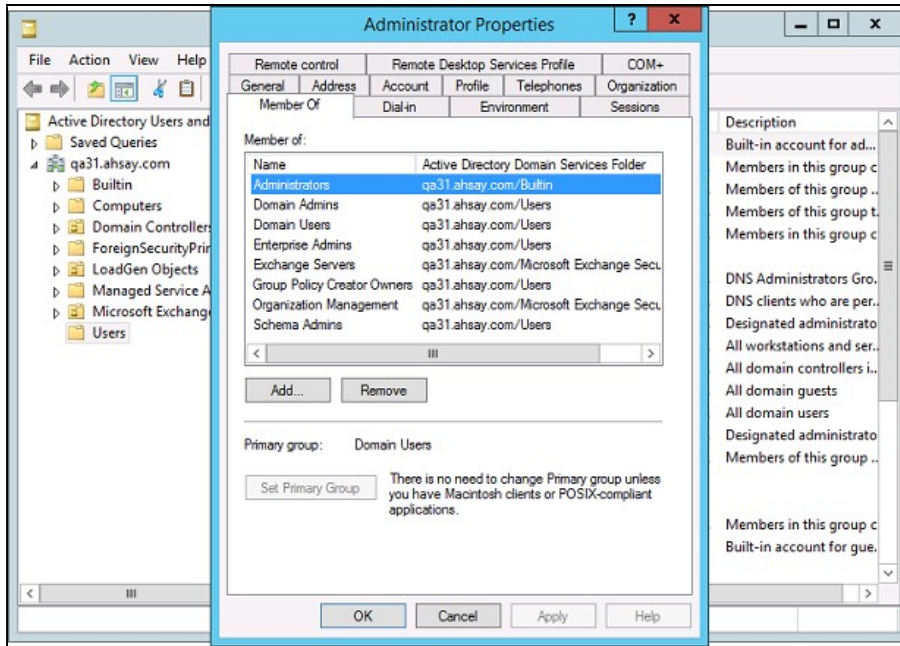 Administrator Properties
?
x
x
File Action View Help
Remote control Remote Desktop Services Profile COM+
General Address Account Profile Telephones Organization
Member Of Dial-in Environment Sessions
Active Directory Users and
Saved Queries
qa31.ahsay.com
Builtin
Computers
Domain Controllers
ForeignSecurityPrin
LoadGen Objects
Managed Service A
Microsoft Exchange
Users
Member of:
Name Active Directory Domain Services Folder
Administrators qa31.ahsay.com/Builtin
Domain Admins qa31.ahsay.com/Users
Domain Users qa31.ahsay.com/Users
Enterprise Admins qa31.ahsay.com/Users
Exchange Servers qa31.ahsay.com/Microsoft Exchange Secu
Group Policy Creator Owners qa31.ahsay.com/Users
Organization Management qa31.ahsay.com/Microsoft Exchange Secu
Schema Admins qa31.ahsay.com/Users
Add... Remove
Primary group: Domain Users
Set Primary Group
There is no need to change Primary group unless
you have Macintosh clients or POSIX-compliant
applications.
OK Cancel Apply Help
Description
Built-in account for ad...
Members in this group c
Members of this group ..
Members of this group t.
Members in this group c
DNS Administrators Gro.
DNS clients who are per..
Designated administrato
All workstations and ser..
All domain controllers i..
All domain guests
All domain users
Designated administrato
Members of this group ..
Members in this group c
Built-in account for gue.